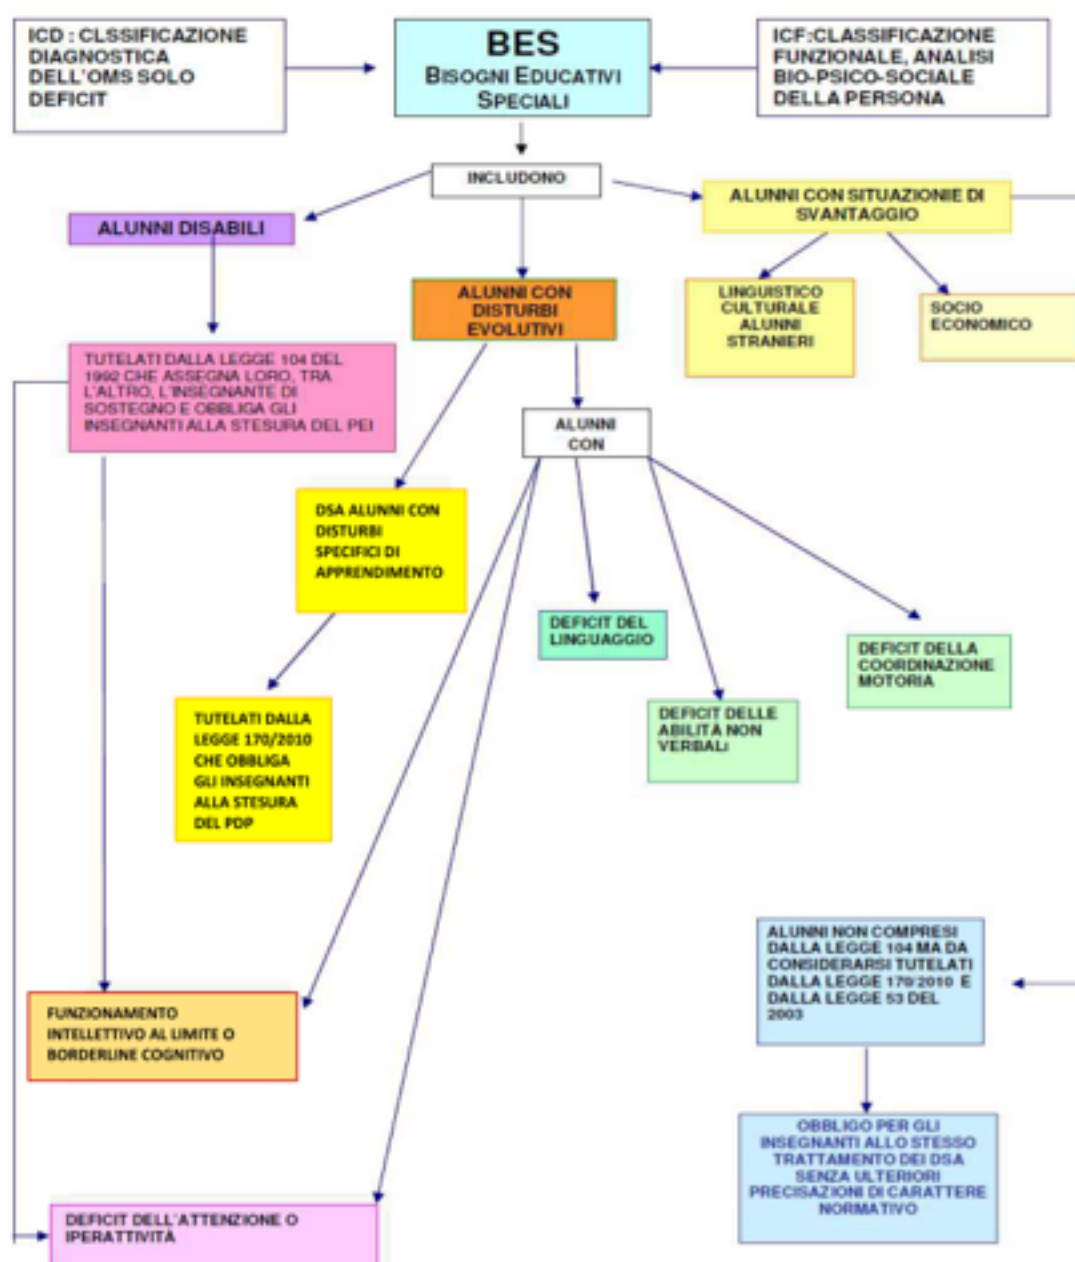 ICD : CLSSIFICAZIONE
DIAGNOSTICA
DELL'OMS SOLO
DEFICIT
BES
BISOGNI EDUCATIVI
SPECIALI
ICF:CLASSIFICAZIONE
FUNZIONALE, ANALISI
BIO-PSICO-SOCIALE
DELLA PERSONA
INCLUDONO
ALUNNI DISABILI
ALUNNI CON SITUAZIONIE DI
SVANTAGGIO
ALUNNI CON
DISTURBI
EVOLUTIVI
LINGUISTICO
CULTURALE
ALUNNI
STRANIERI
SOCIO
ECONOMICO
TUTELATI DALLA LEGGE 104 DEL
1992 CHE ASSEGNA LORO, TRA
L'ALTRO, L'INSEGNANTE DI
SOSTEGNO E OBBLIGA GLI
INSEGNANTI ALLA STESURA DEL PEI
ALUNNI
CON
DSA ALUNNI CON
DISTURBI
SPECIFICI DI
APPRENDIMENTO
DEFICIT DEL
LINGUAGGIO
DEFICIT DELLA
COORDINAZIONE
MOTORIA
DEFICIT DELLE
ABILITÀ NON
VERBALi
TUTELATI DALLA
LEGGE 170/2010
CHE OBBLIGA
GLI INSEGNANTI
ALLA STESURA
DEL PDP
ALUNNI NON COMPRESI
DALLA LEGGE 104 MA DA
CONSIDERARSI TUTELATI
DALLA LEGGE 170/2010 E
DALLA LEGGE 53 DEL
2003
FUNZIONAMENTO
INTELLETTIVO AL LIMITE O
BORDERLINE COGNITIVO
OBBLIGO PER GLI
INSEGNANTI ALLO STESSO
TRATTAMENTO DEI DSA
SENZA ULTERIORI
PRECISAZIONI DI CARATTERE
NORMATIVO
DEFICIT DELL'ATTENZIONE O
IPERATTIVITÀ